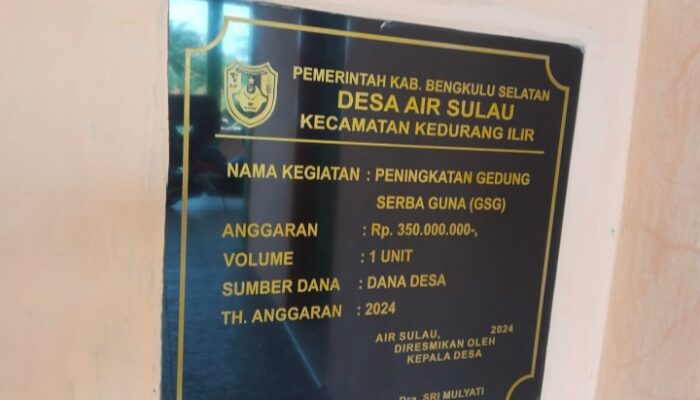 PEMERINTAH KAB. BENGKULU SELATAN
DESA AIR SULAU
KECAMATAN KEDURANG ILIR
NAMA KEGIATAN : PENINGKATAN GEDUNG
SERBA GUNA (GSG)
ANGGARAN : Rp. 350.000.000-,
VOLUME : 1 UNIT
SUMBER DANA : DANA DESA
TH. ANGGARAN : 2024
AIR SULAU, 2024
DIRESMIKAN OLEH
KEPALA DESA
Dra. SRI MULYATI